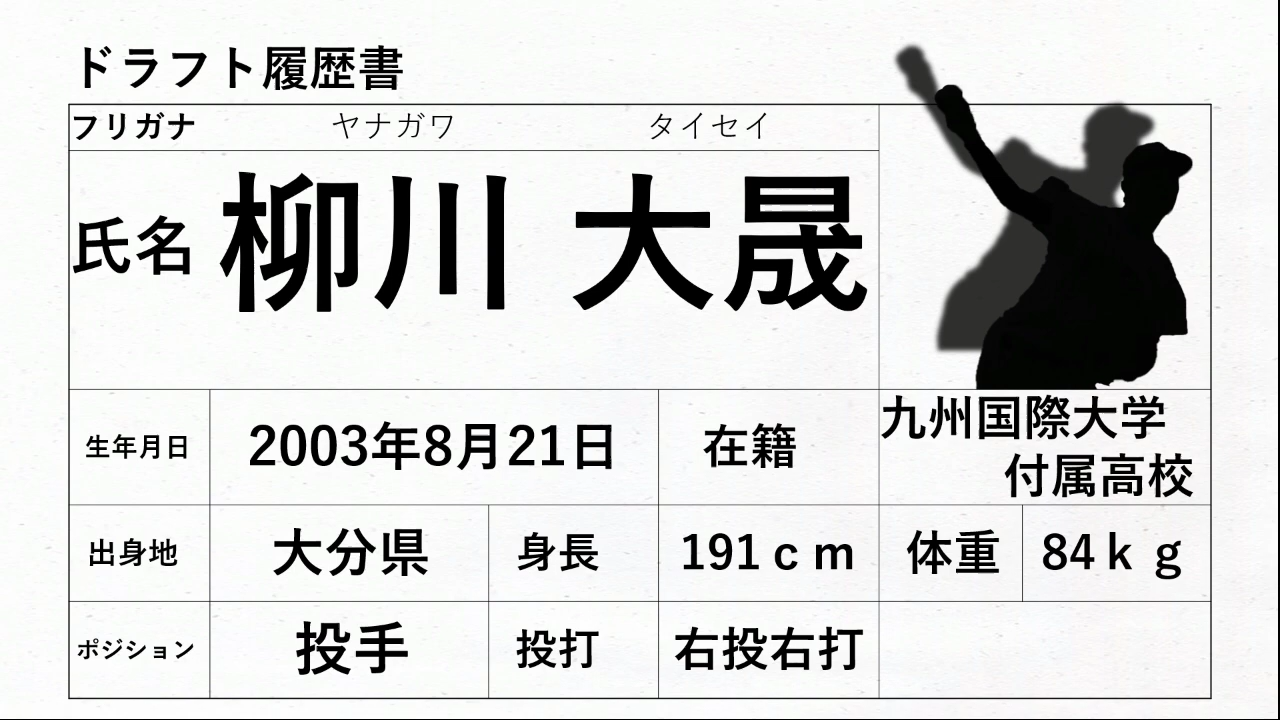 ドラフト履歴書
フリガナ ヤナガワ タイセイ
氏名 柳川 大晟
生年月日 2003年8月21日 在籍 九州国際大学
付属高校
出身地 大分県 身長 191ｃｍ 体重 84ｋｇ
ポジション 投手 投打 右投右打